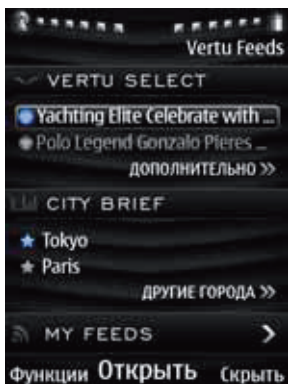 Vertu Feeds
VERTU SELECT
Yachting Elite Celebrate with ...
Polo Legend Gonzalo Pieres ...
ДОПОЛНИТЕЛЬНО >>
CITY BRIEF
Tokyo
Paris
ДРУГИЕ ГОРОДА >>
MY FEEDS >
Функции Открыть Скрыть